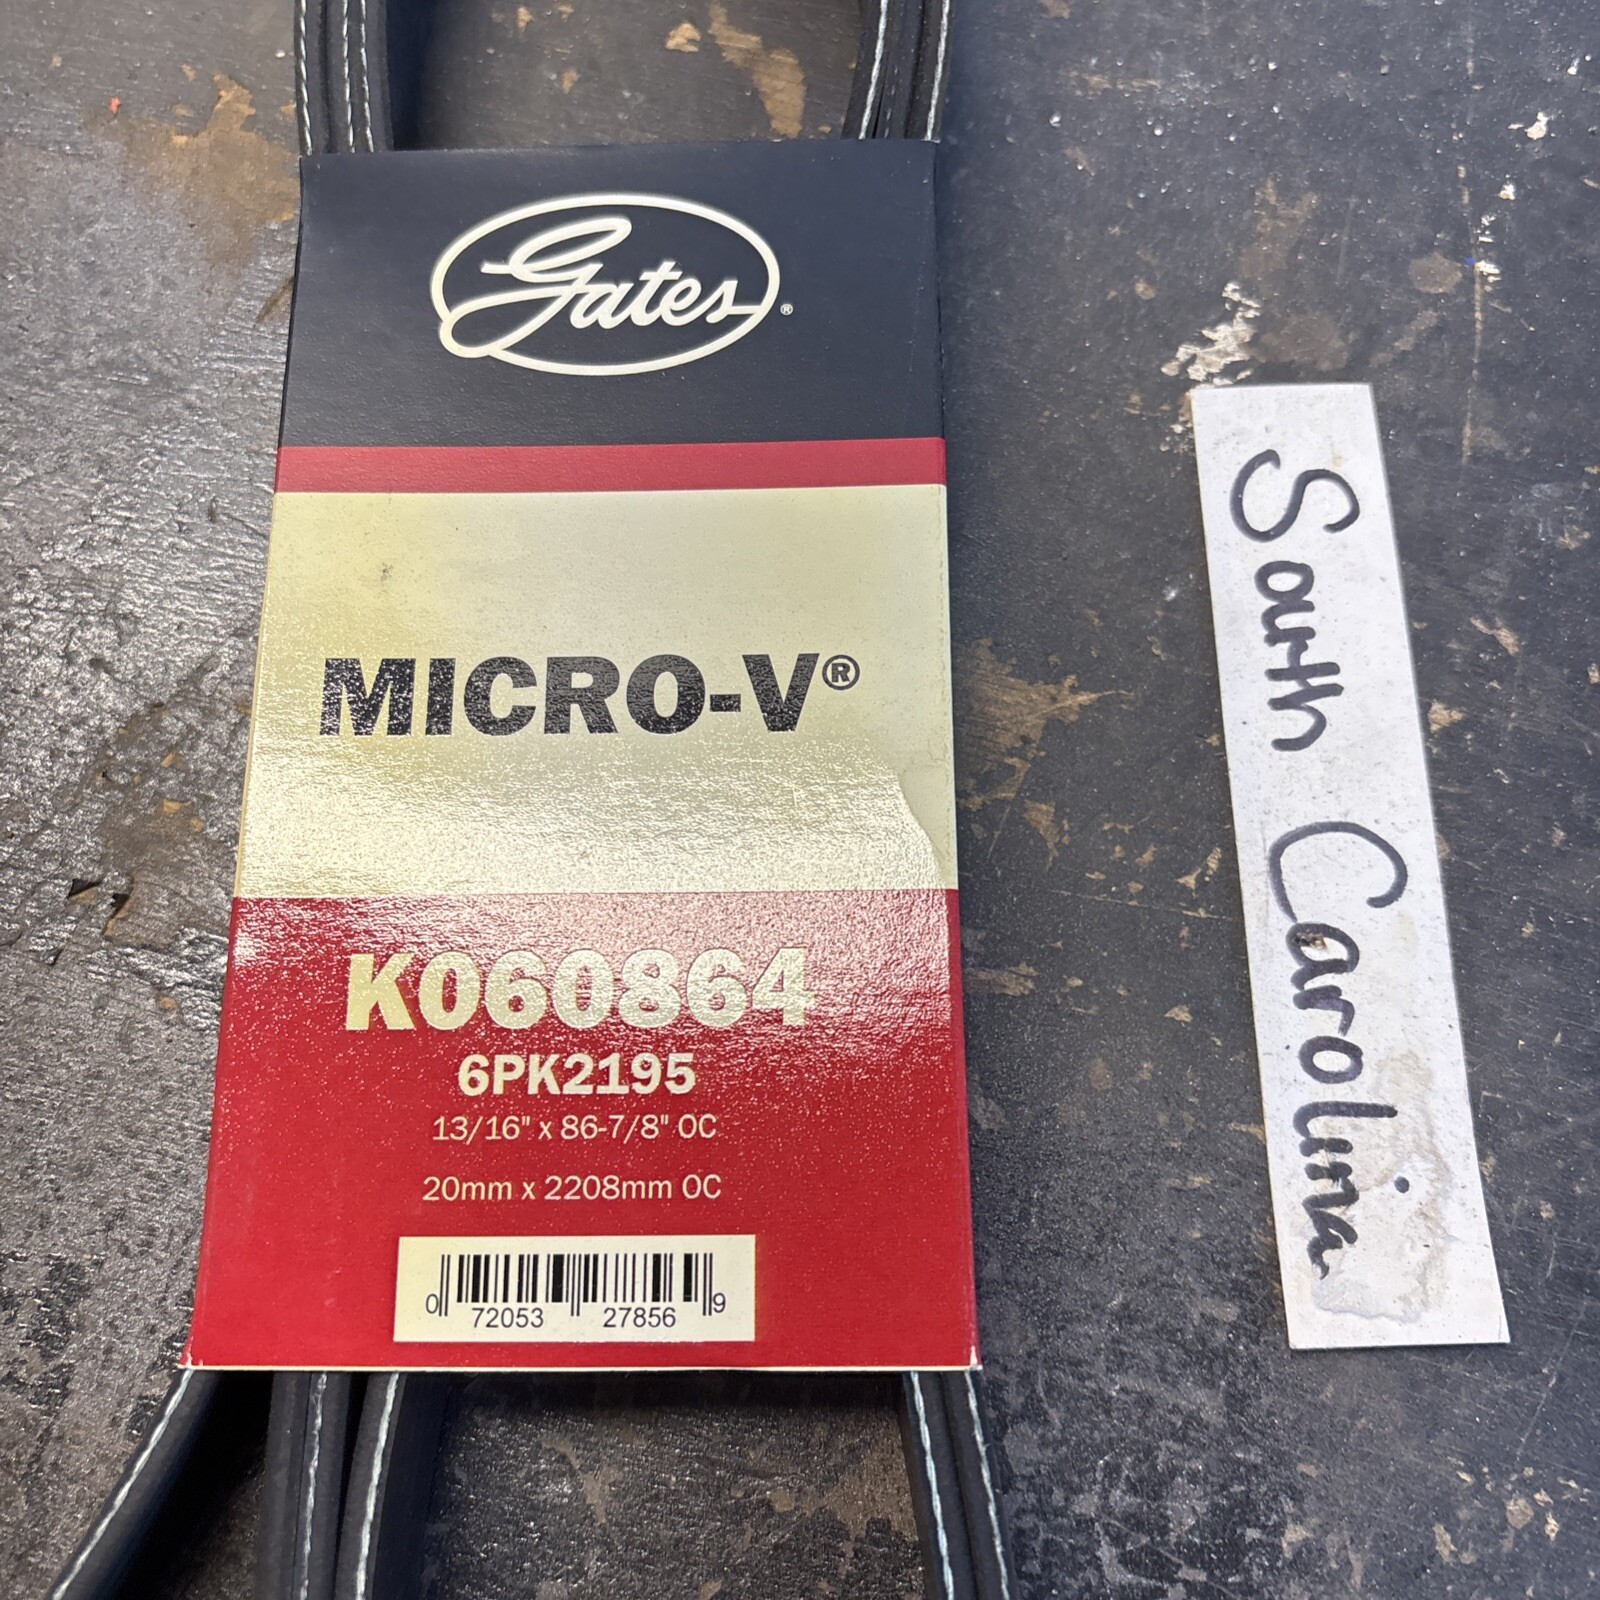 Gates®
MICRO-V®
K060864
6PK2195
13/16" x 86-7/8" OC
20mm x 2208mm OC
0 72053 27856 9
South Carolina